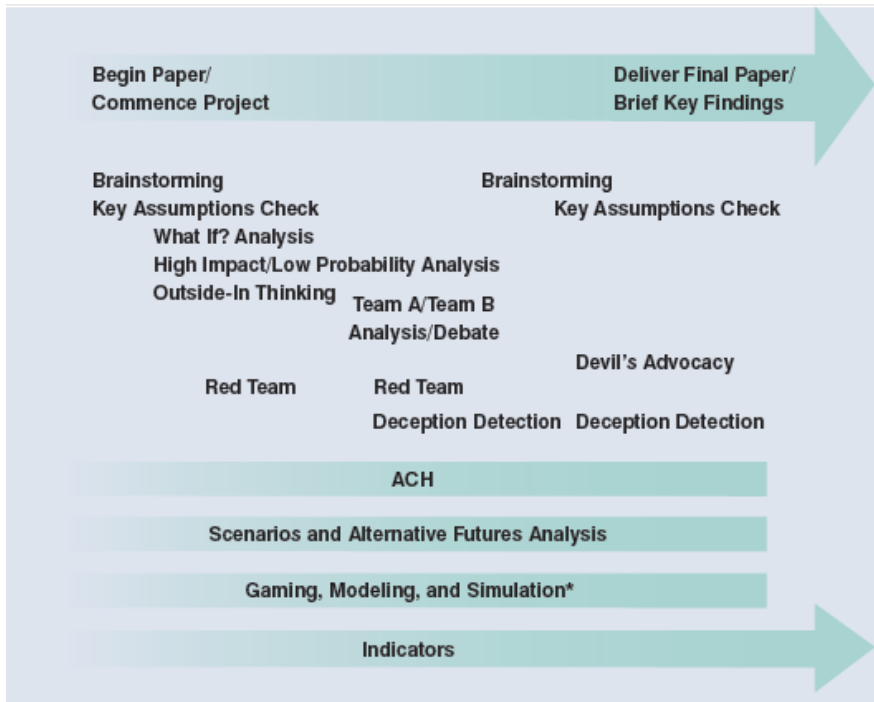 Begin Paper/
Commence Project
Deliver Final Paper/
Brief Key Findings
Brainstorming
Brainstorming
Key Assumptions Check
Key Assumptions Check
What If? Analysis
High Impact/Low Probability Analysis
Outside-In Thinking
Team A/Team B
Analysis/Debate
Devil's Advocacy
Red Team
Red Team
Deception Detection
Deception Detection
ACH
Scenarios and Alternative Futures Analysis
Gaming, Modeling, and Simulation*
Indicators